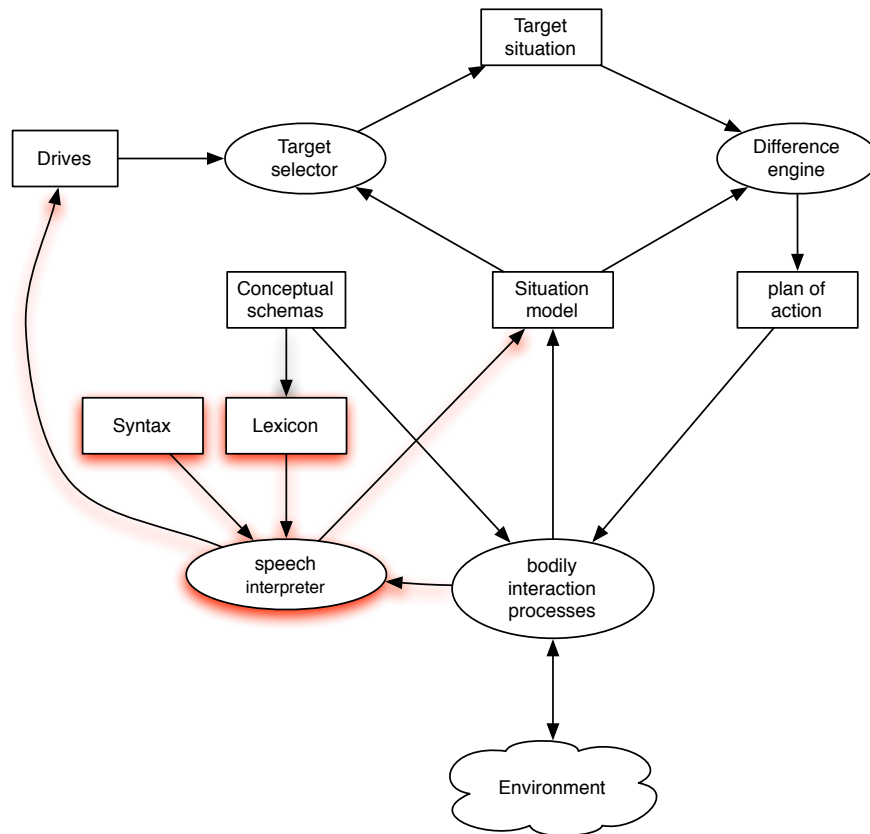 Target
situation
Drives
Target
selector
Difference
engine
Conceptual
schemas
Situation
model
plan of
action
Syntax
Lexicon
speech
interpreter
bodily
interaction
processes
Environment